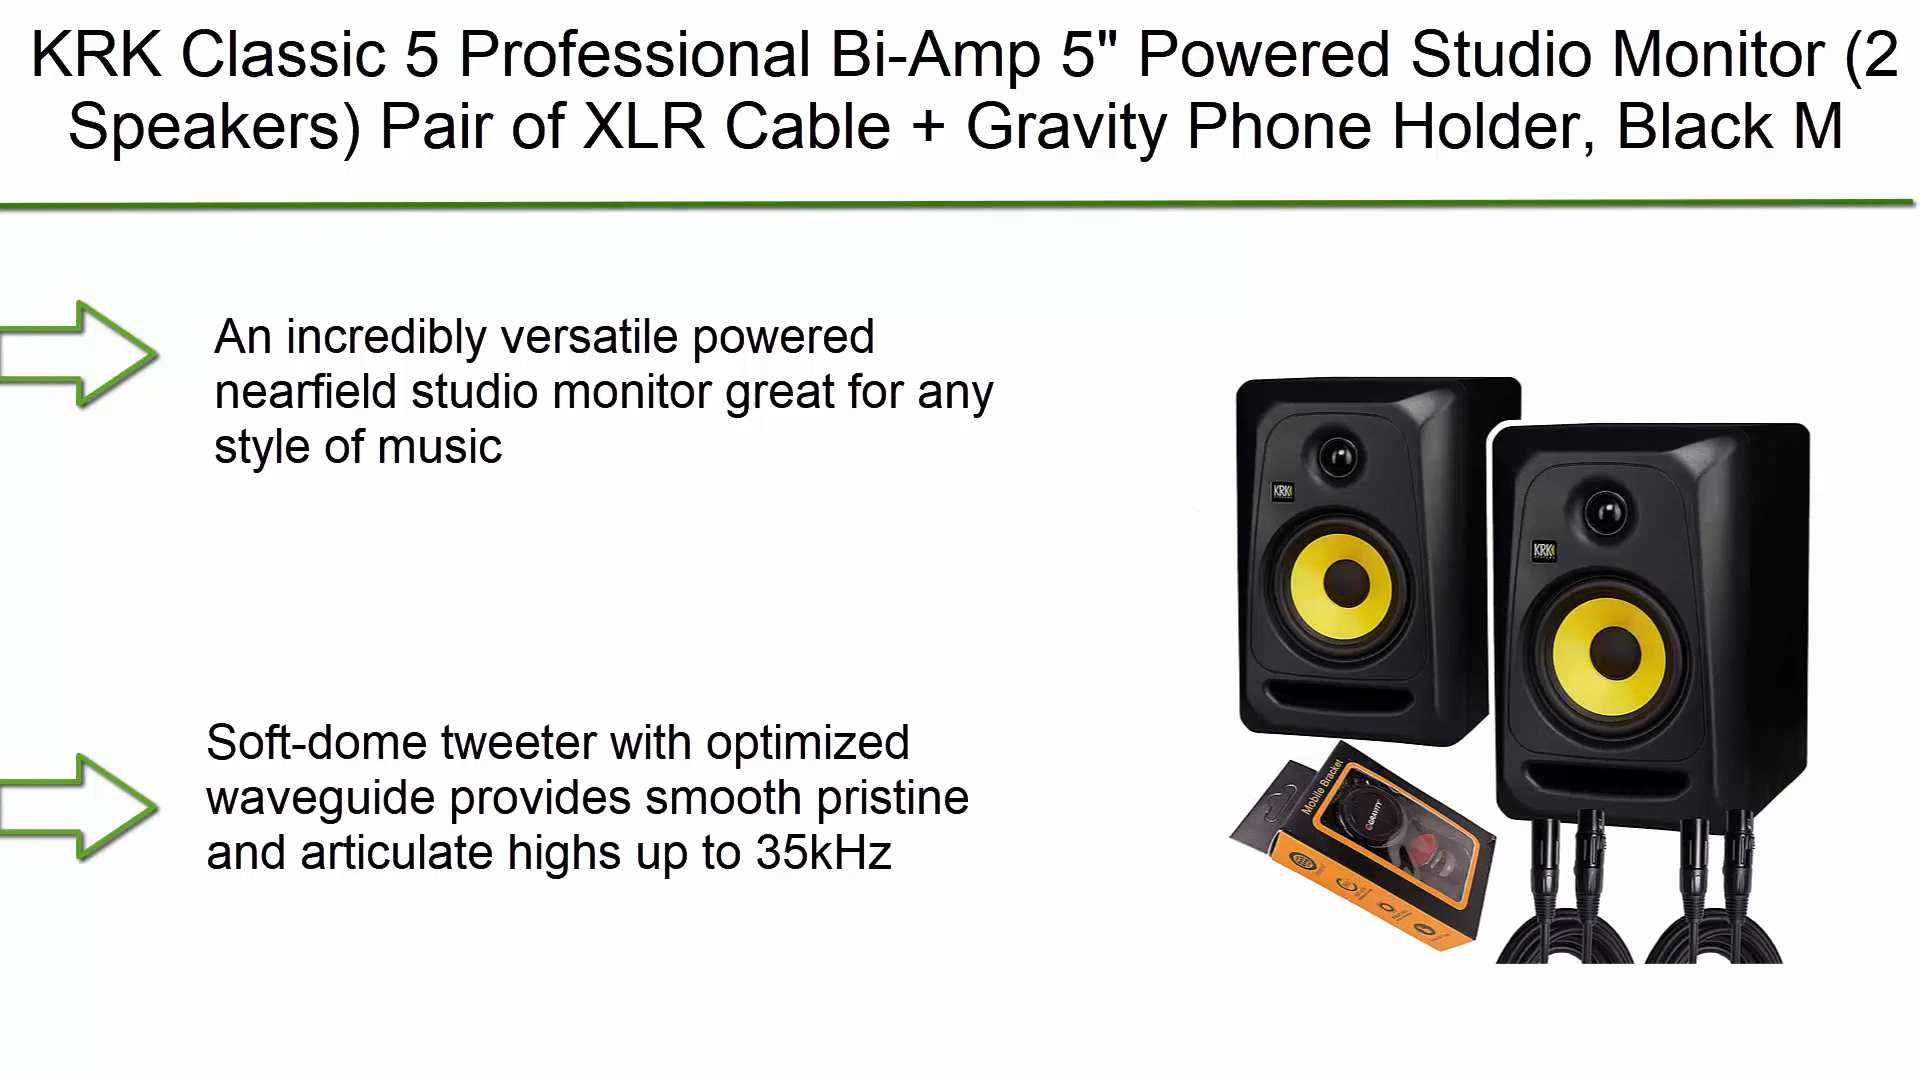 KRK Classic 5 Professional Bi-Amp 5" Powered Studio Monitor (2
Speakers) Pair of XLR Cable + Gravity Phone Holder, Black M
An incredibly versatile powered
nearfield studio monitor great for any
style of music
Soft-dome tweeter with optimized
waveguide provides smooth pristine
and articulate highs up to 35kHz
KRK
KRK
Mobile Bracket
GRAVITY